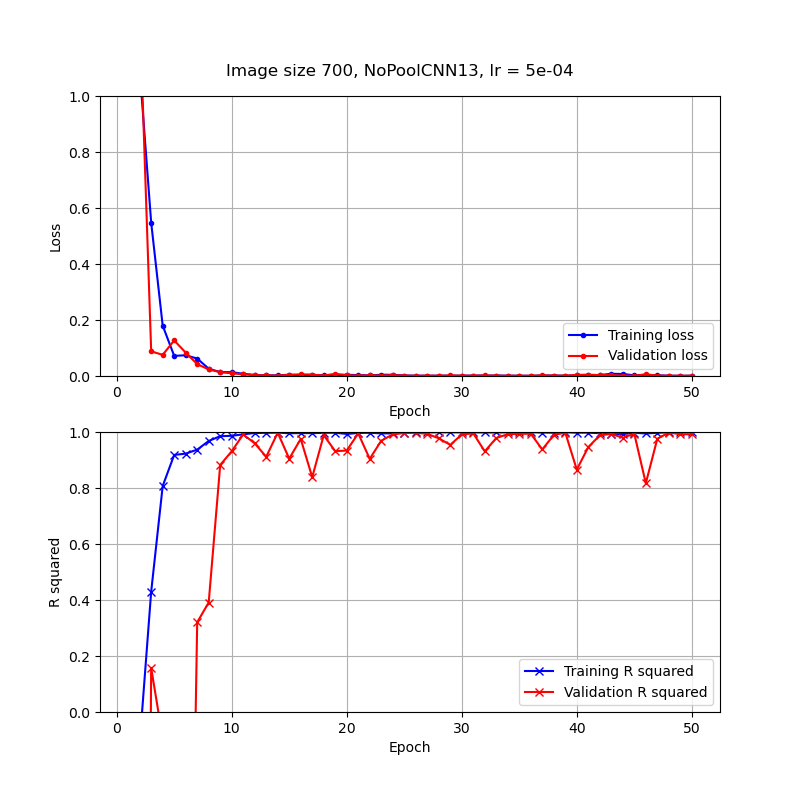 Image size 700, NoPoolCNN13, lr = 5e-04
1.0
0.8
0.6
0.4
0.2
0.0
Loss
Training loss
Validation loss
0 10 20 30 40 50
Epoch
1.0
0.8
0.6
0.4
0.2
0.0
R squared
Training R squared
Validation R squared
0 10 20 30 40 50
Epoch